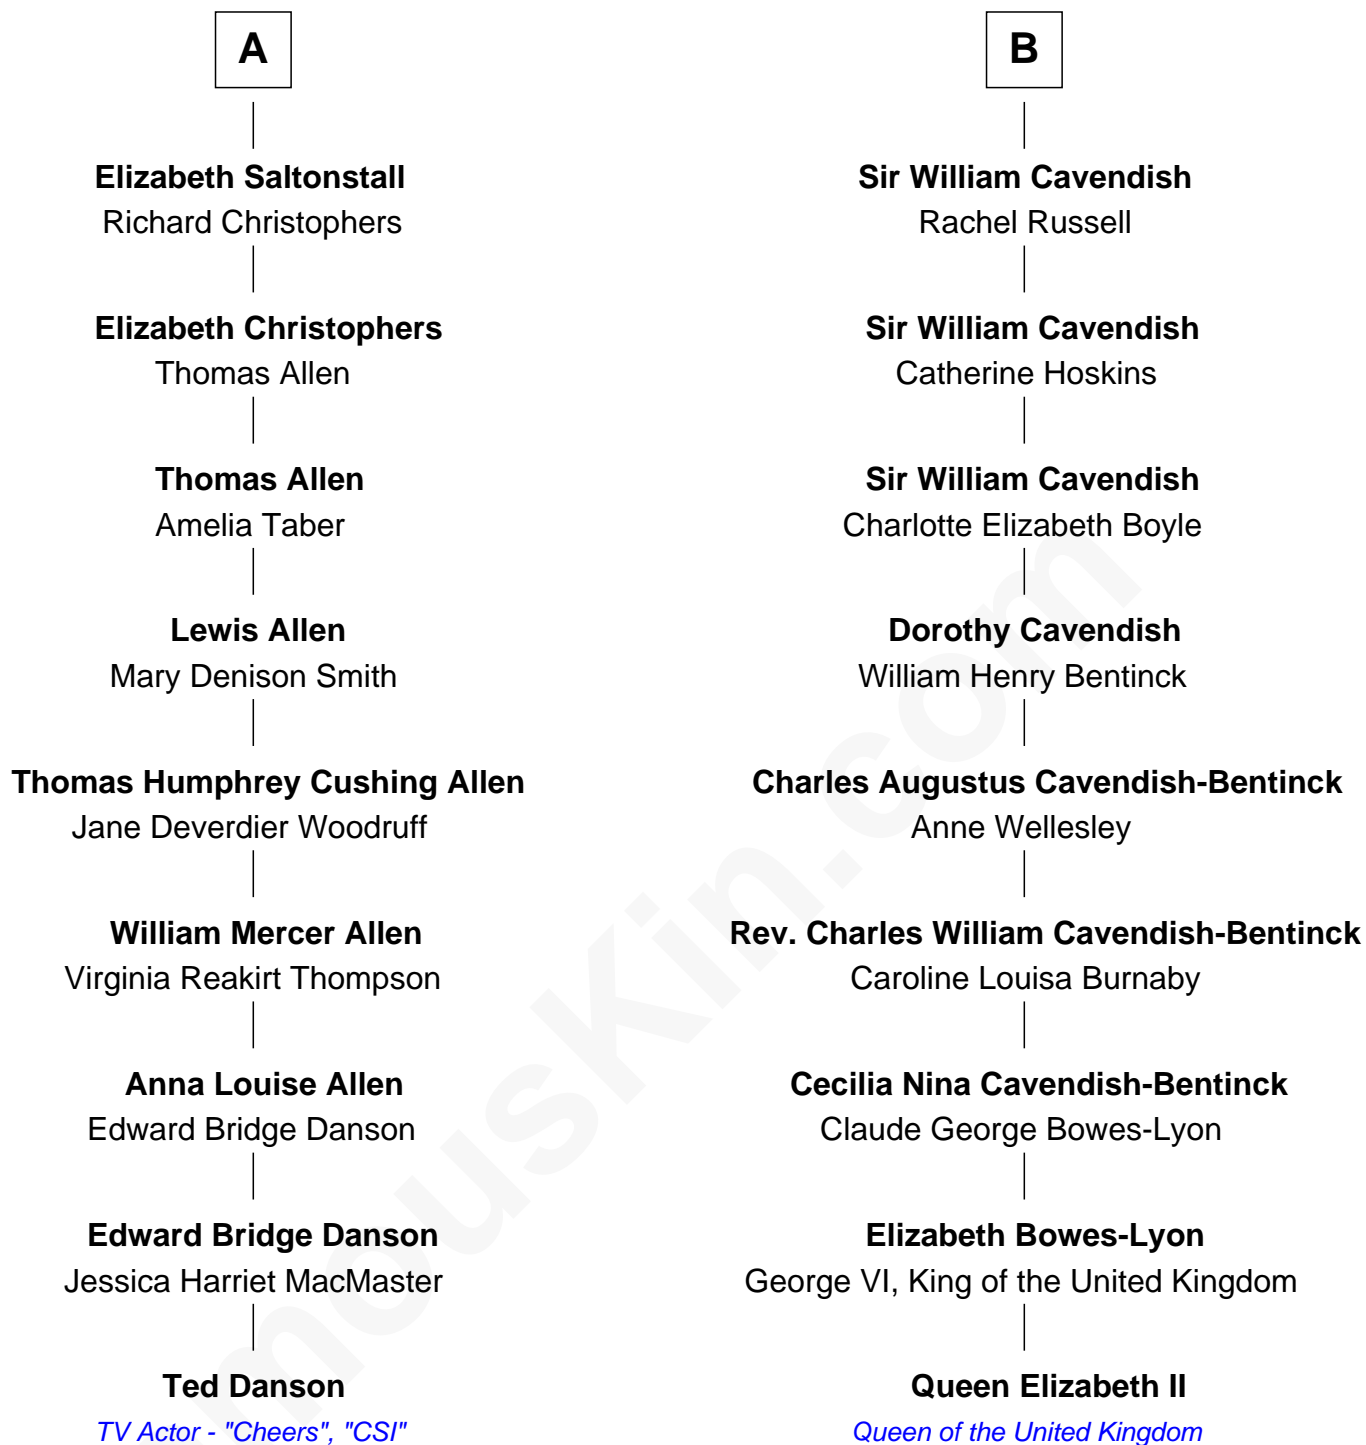 A
Elizabeth Saltonstall
Richard Christophers
Elizabeth Christophers
Thomas Allen
Thomas Allen
Amelia Taber
Lewis Allen
Mary Denison Smith
Thomas Humphrey Cushing Allen
Jane Deverdier Woodruff
William Mercer Allen
Virginia Reakirt Thompson
Anna Louise Allen
Edward Bridge Danson
Edward Bridge Danson
Jessica Harriet MacMaster
Ted Danson
TV Actor - "Cheers", "CSI"
B
Sir William Cavendish
Rachel Russell
Sir William Cavendish
Catherine Hoskins
Sir William Cavendish
Charlotte Elizabeth Boyle
Dorothy Cavendish
William Henry Bentinck
Charles Augustus Cavendish-Bentinck
Anne Wellesley
Rev. Charles William Cavendish-Bentinck
Caroline Louisa Burnaby
Cecilia Nina Cavendish-Bentinck
Claude George Bowes-Lyon
Elizabeth Bowes-Lyon
George VI, King of the United Kingdom
Queen Elizabeth II
Queen of the United Kingdom
mousKin.com